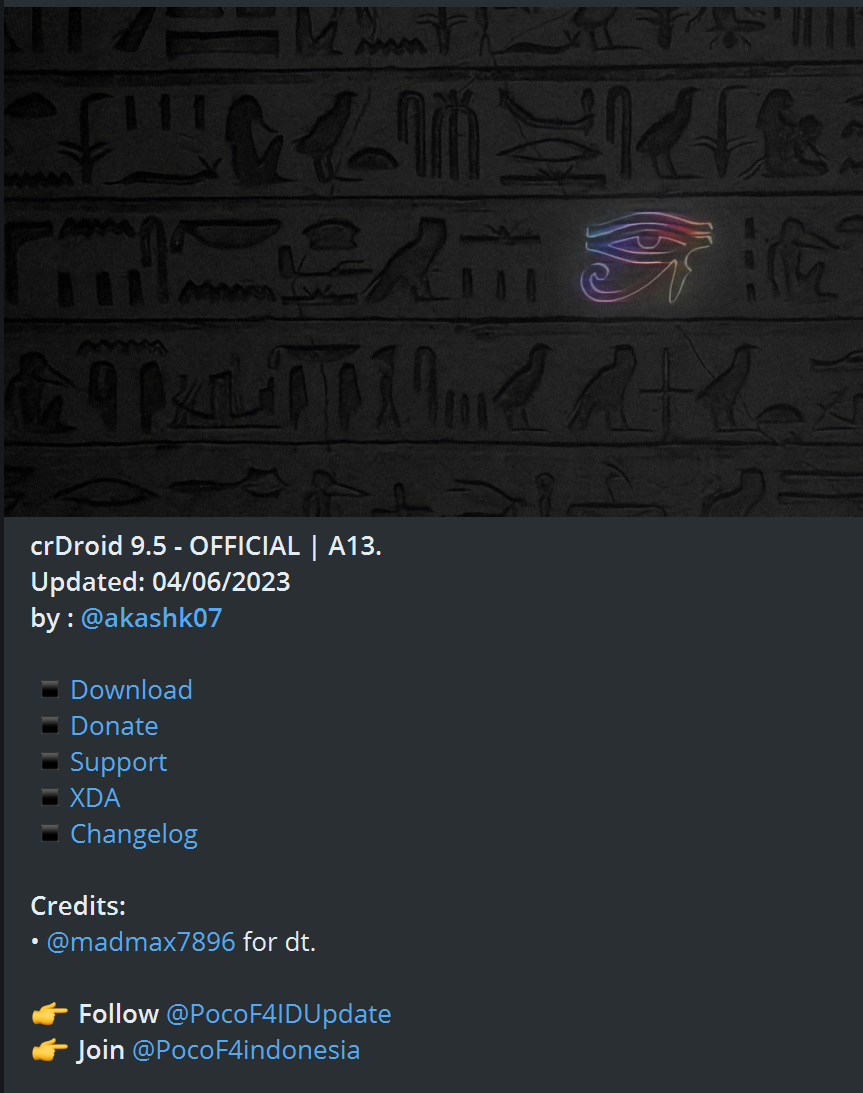 crDroid 9.5 - OFFICIAL | A13.
Updated: 04/06/2023
by : @akashk07
▪️ Download
▪️ Donate
▪️ Support
▪️ XDA
▪️ Changelog
Credits:
• @madmax7896 for dt.
👉 Follow @PocoF4IDUpdate
👉 Join @PocoF4indonesia